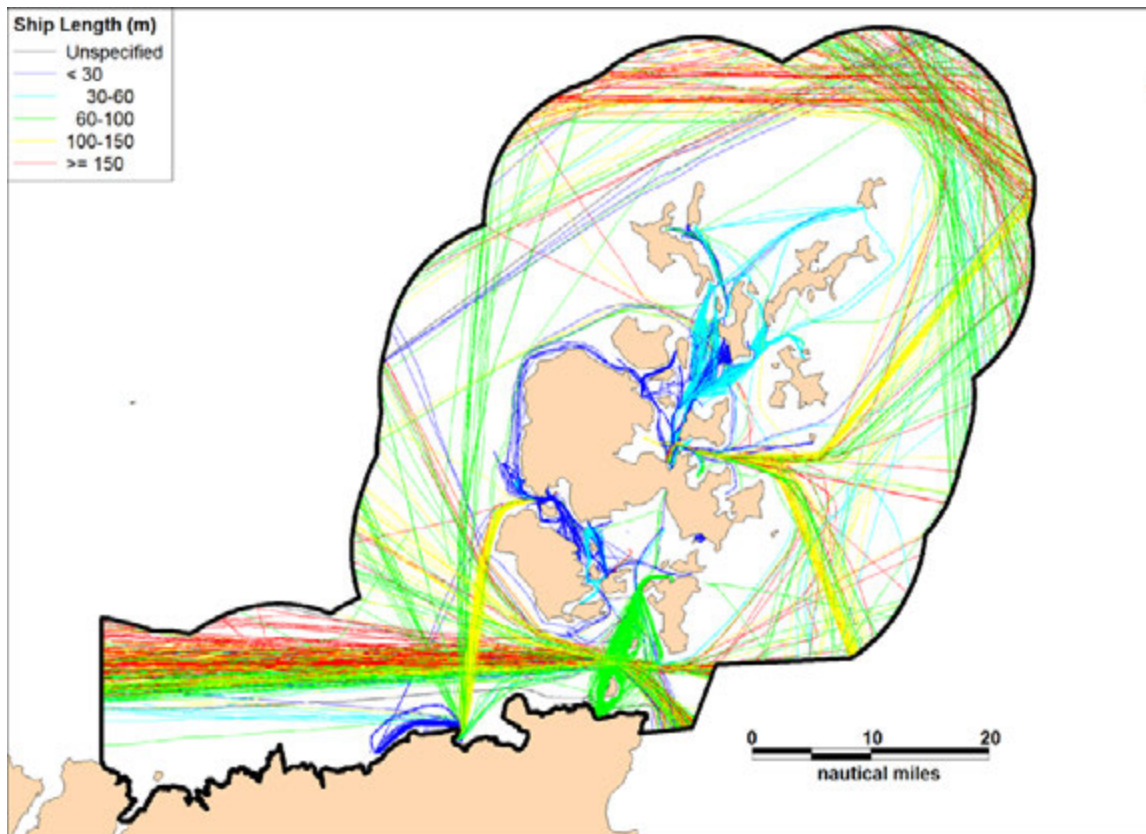 Ship Length (m)
Unspecified
< 30
30-60
60-100
100-150
>= 150
0 10 20
nautical miles